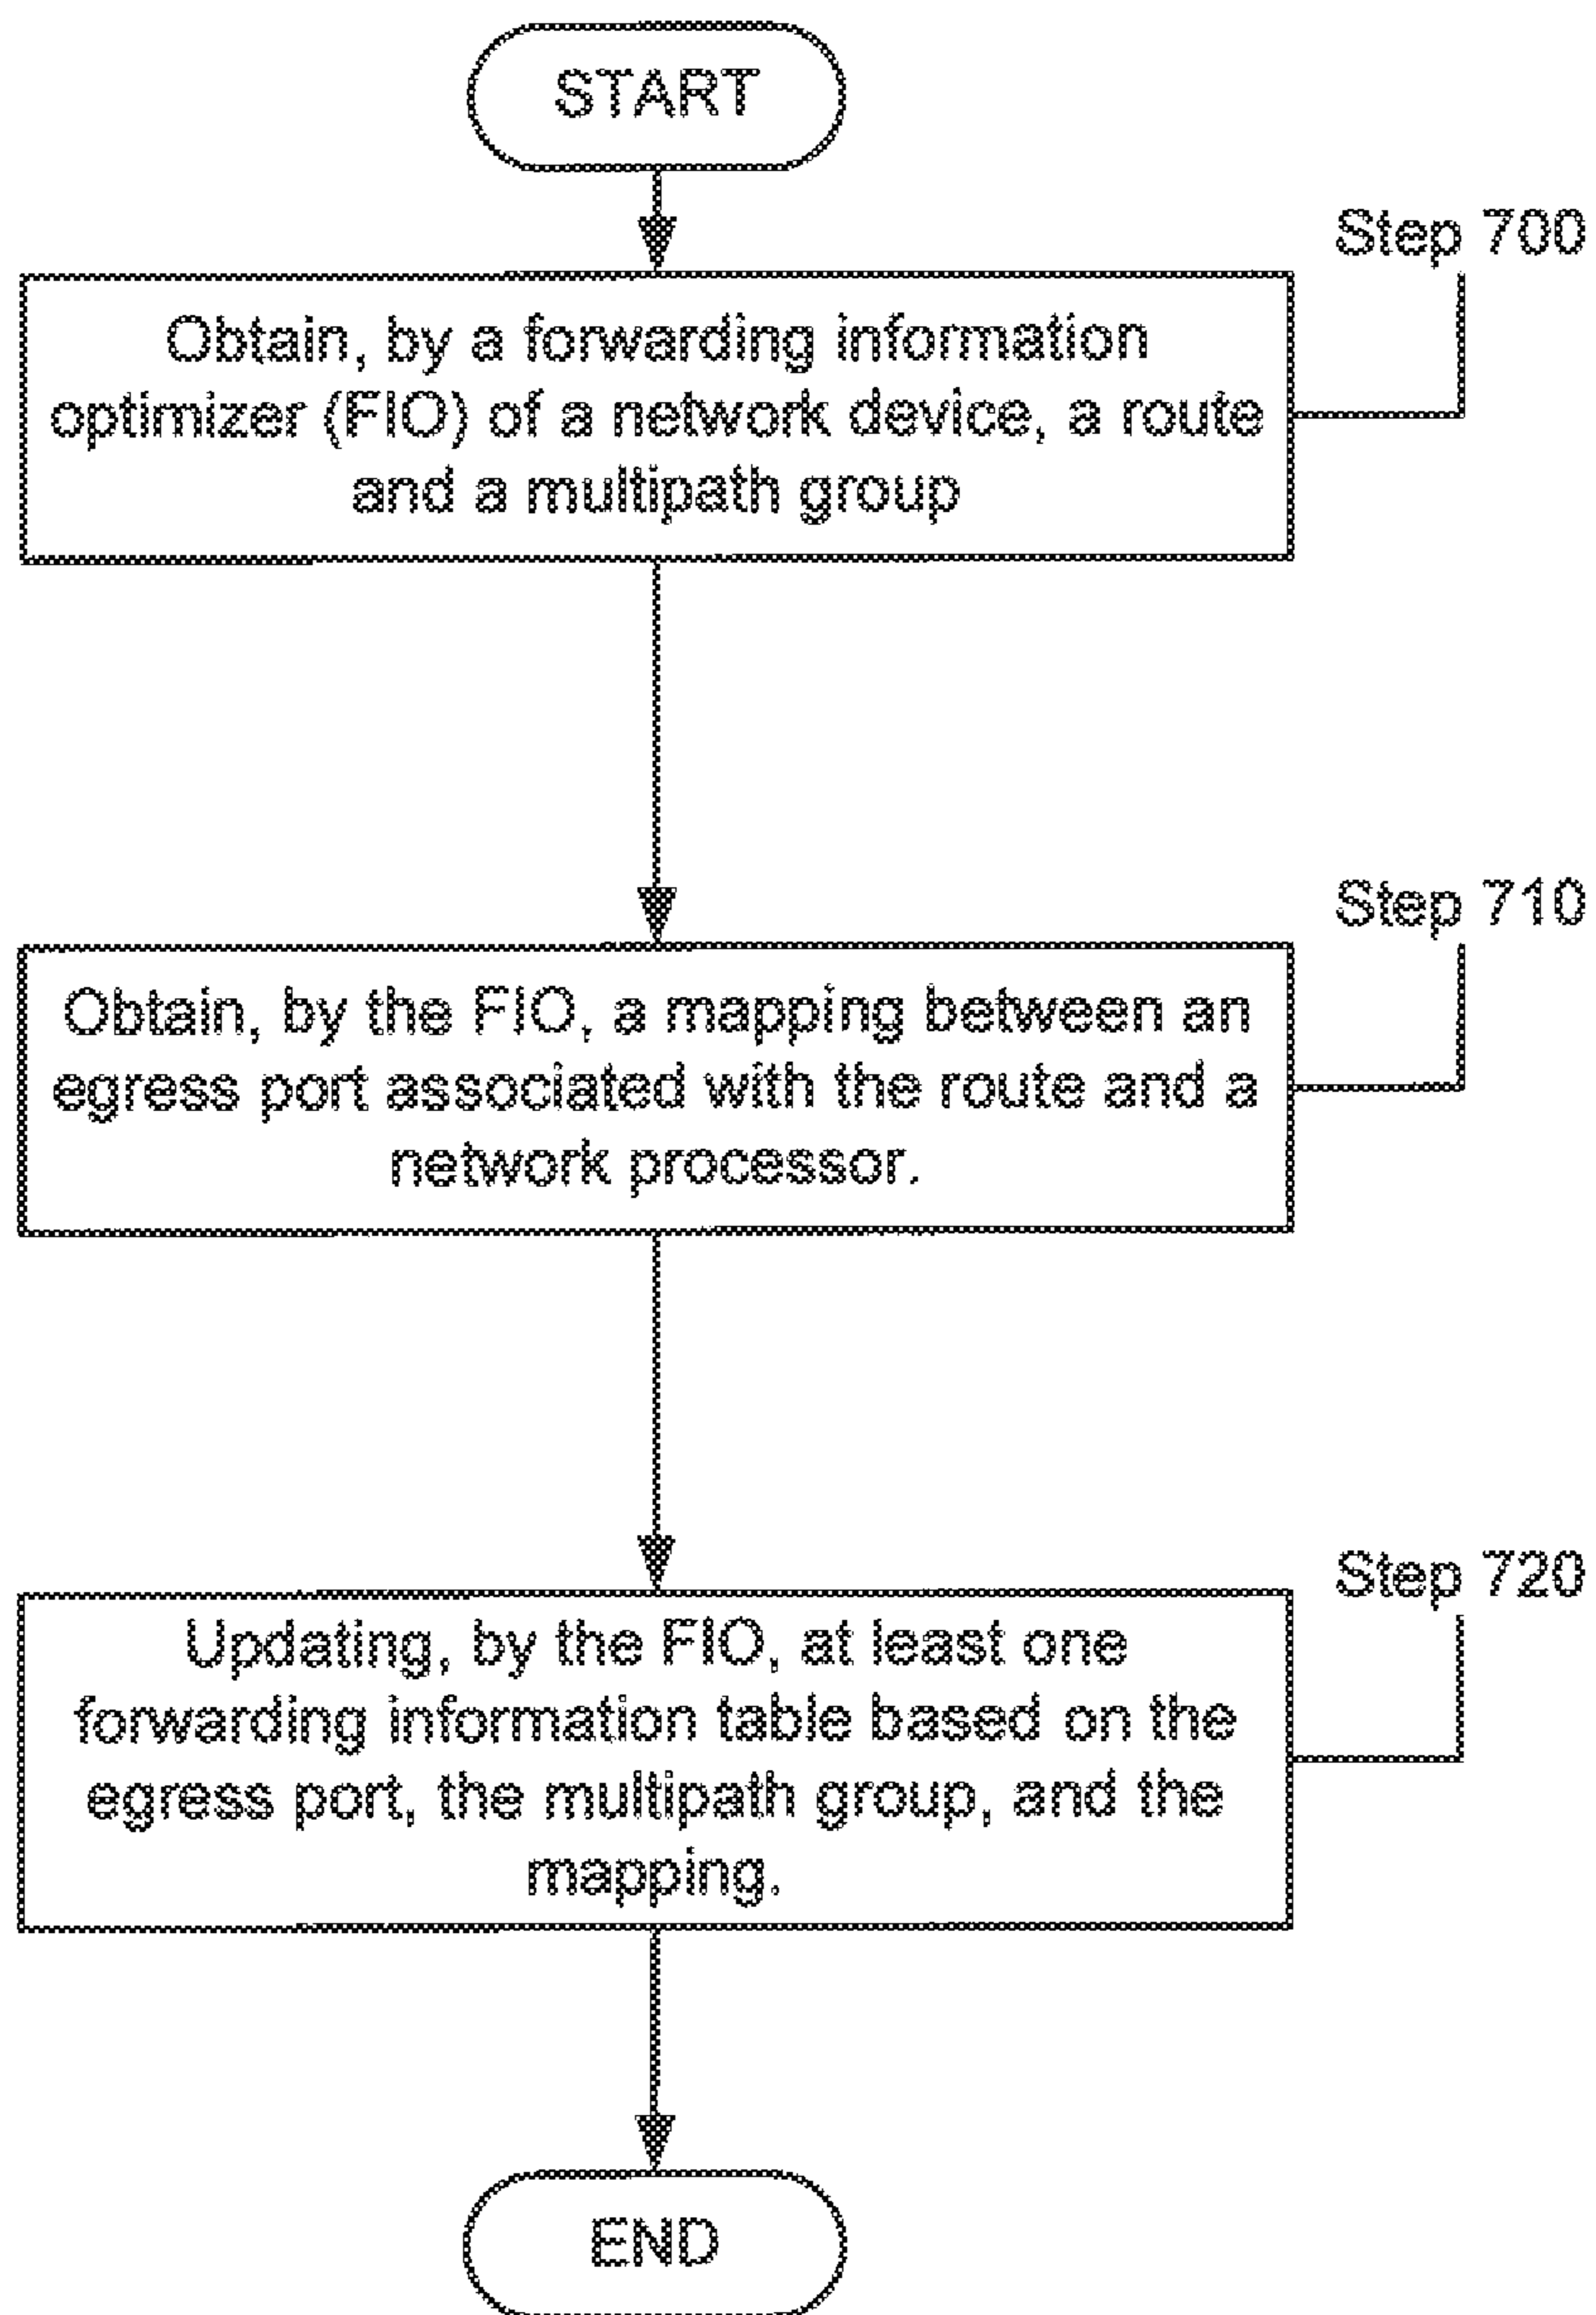 START
Step 700
Obtain, by a forwarding information
optimizer (FIO) of a network device, a route
and a multipath group
Step 710
Obtain, by the FIO, a mapping between an
egress port associated with the route and a
network processor.
Step 720
Updating, by the FIO, at least one
forwarding information table based on the
egress port, the multipath group, and the
mapping.
END